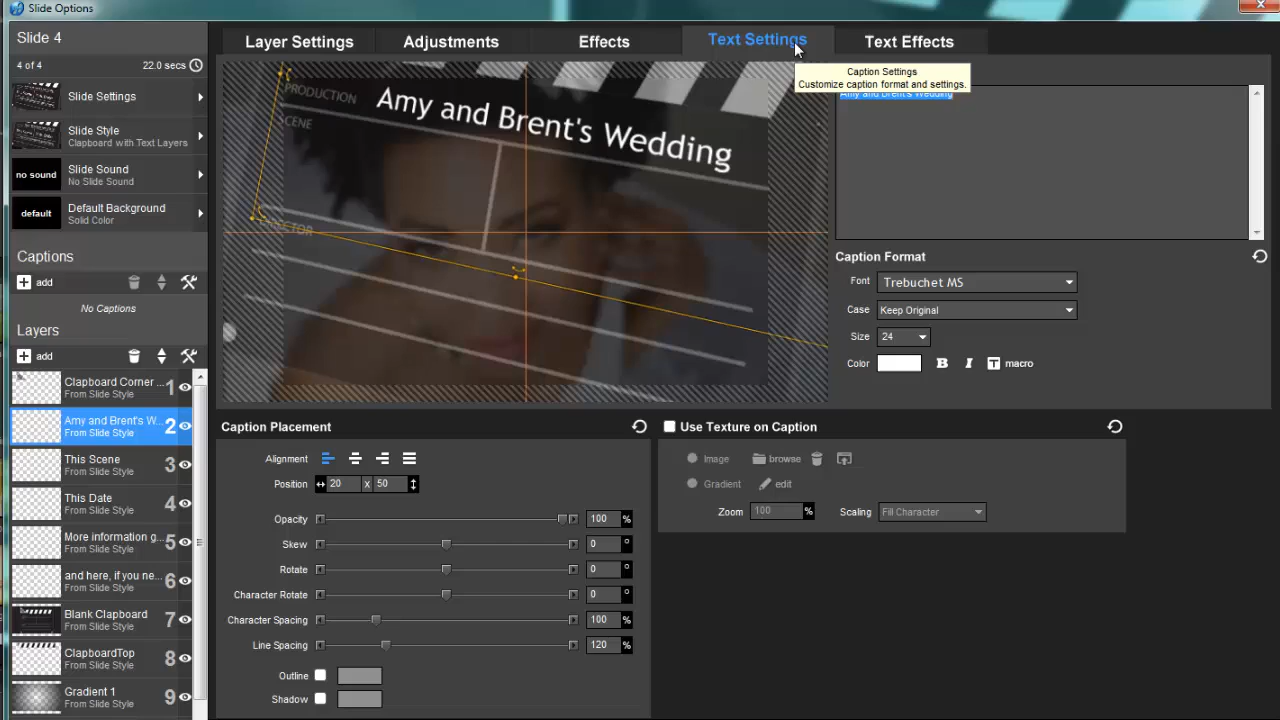 Slide Options
Slide 4
4 of 4
22.0 secs
Slide Settings
Slide Style
Clapboard with Text Layers
no sound
Slide Sound
No Slide Sound
default
Default Background
Solid Color
Captions
add
No Captions
Layers
add
Clapboard Corner ...
From Slide Style
1
Amy and Brent's W...
From Slide Style
2
This Scene
From Slide Style
3
This Date
From Slide Style
4
More information g...
From Slide Style
5
and here, if you ne...
From Slide Style
6
Blank Clapboard
From Slide Style
7
ClapboardTop
From Slide Style
8
Gradient 1
From Slide Style
9
Layer Settings
Adjustments
Effects
Text Settings
Text Effects
Caption Settings
Customize caption format and settings.
Amy and Brent's Wedding
PRODUCTION
Amy and Brent's Wedding
SCENE
DIRECTOR
Caption Format
Font
Trebuchet MS
Case
Keep Original
Size
24
Color
B
I
T
macro
Caption Placement
Alignment
Position
20
x
50
Opacity
100
%
Skew
0
°
Rotate
0
°
Character Rotate
0
°
Character Spacing
100
%
Line Spacing
120
%
Outline
Shadow
Use Texture on Caption
Image
browse
Gradient
edit
Zoom
100
%
Scaling
Fill Character